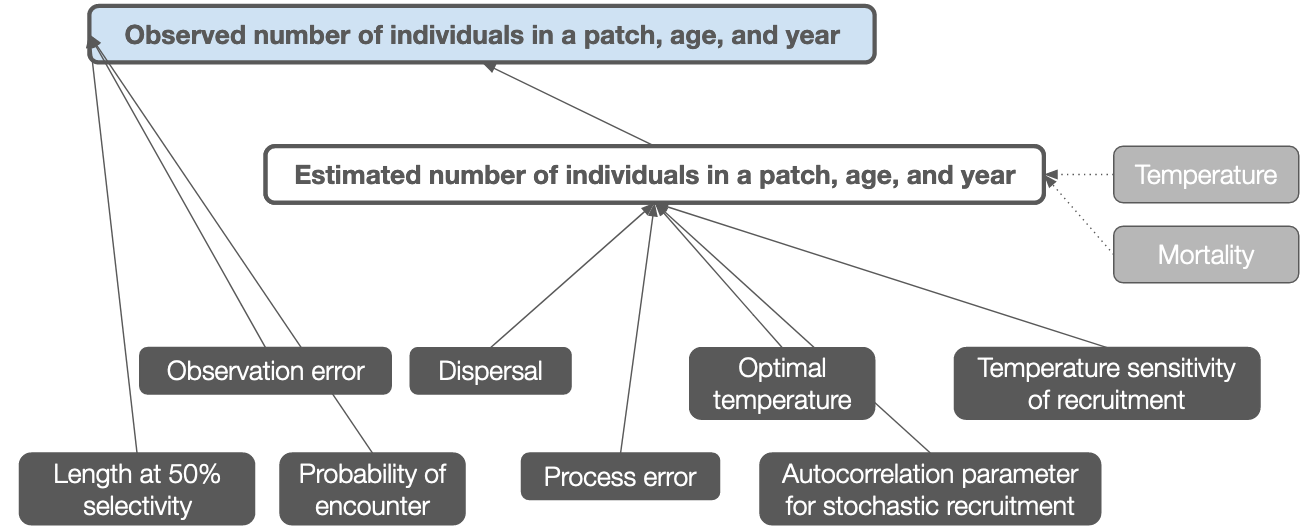 Observed number of individuals in a patch, age, and year
Estimated number of individuals in a patch, age, and year
Temperature
Mortality
Observation error
Dispersal
Optimal
temperature
Temperature sensitivity
of recruitment
Length at 50%
selectivity
Probability of
encounter
Process error
Autocorrelation parameter
for stochastic recruitment